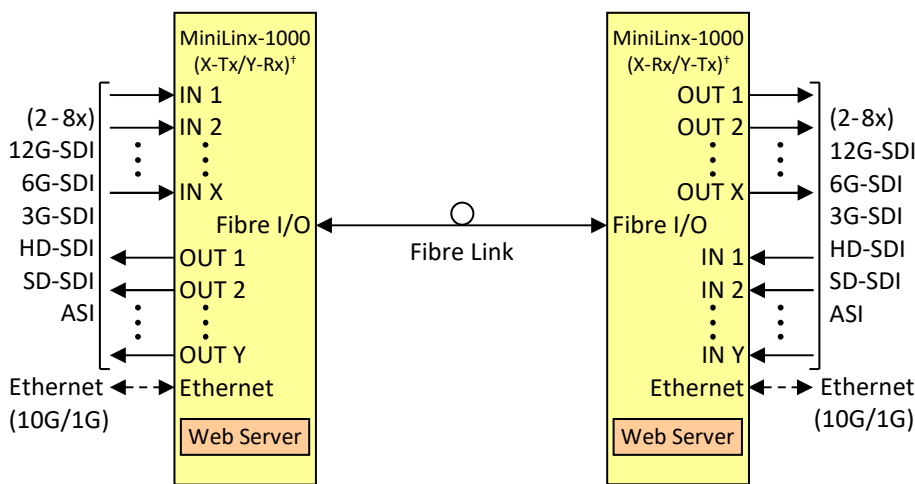 MiniLinx-1000
(X-Tx/Y-Rx)†
IN 1
IN 2
IN X
Fibre I/O
OUT 1
OUT 2
OUT Y
Ethernet
Web Server
(2-8x)
12G-SDI
6G-SDI
3G-SDI
HD-SDI
SD-SDI
ASI
Ethernet
(10G/1G)
Fibre Link
MiniLinx-1000
(X-Rx/Y-Tx)†
OUT 1
OUT 2
OUT X
Fibre I/O
IN 1
IN 2
IN Y
Ethernet
Web Server
(2-8x)
12G-SDI
6G-SDI
3G-SDI
HD-SDI
SD-SDI
ASI
Ethernet
(10G/1G)